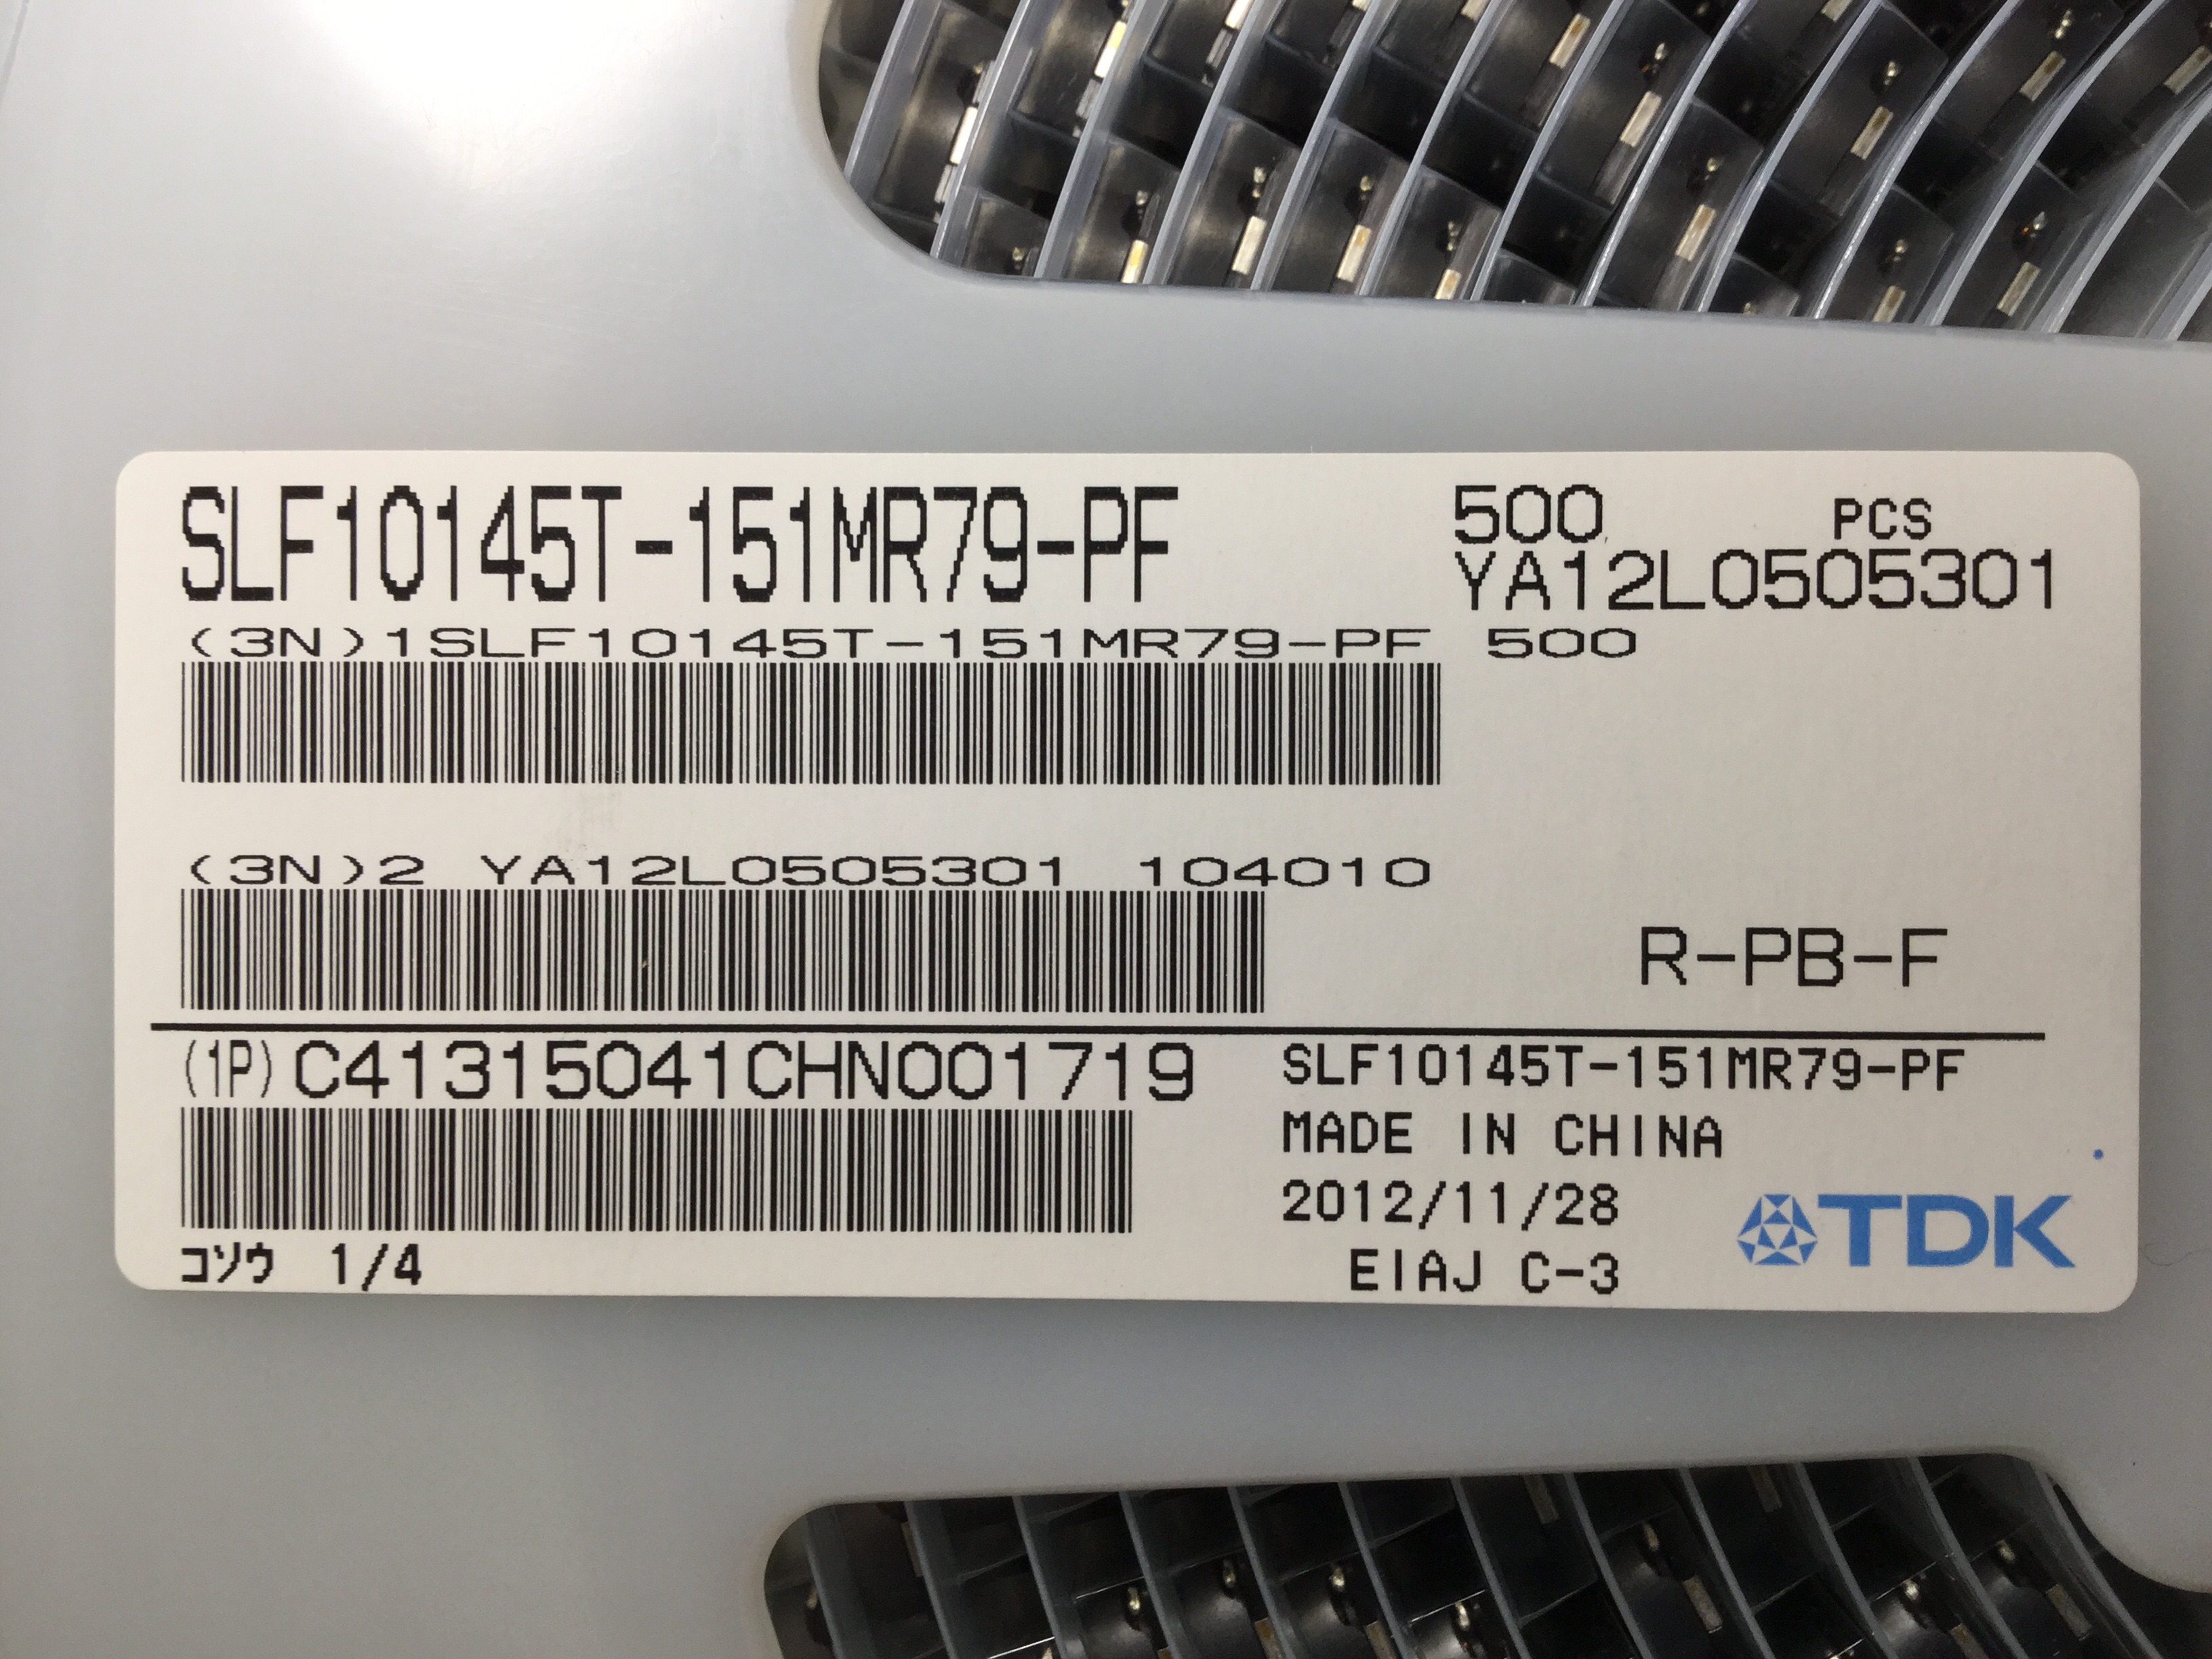 SLF10145T-151MR79-PF
500 PCS
YA12L0505301
(3N)1SLF10145T-151MR79-PF 500
(3N)2 YA12L0505301 104010
R-PB-F
(1P)C41315041CHN001719
SLF10145T-151MR79-PF
MADE IN CHINA
2012/11/28
EIAJ C-3
TDK
コソウ 1/4